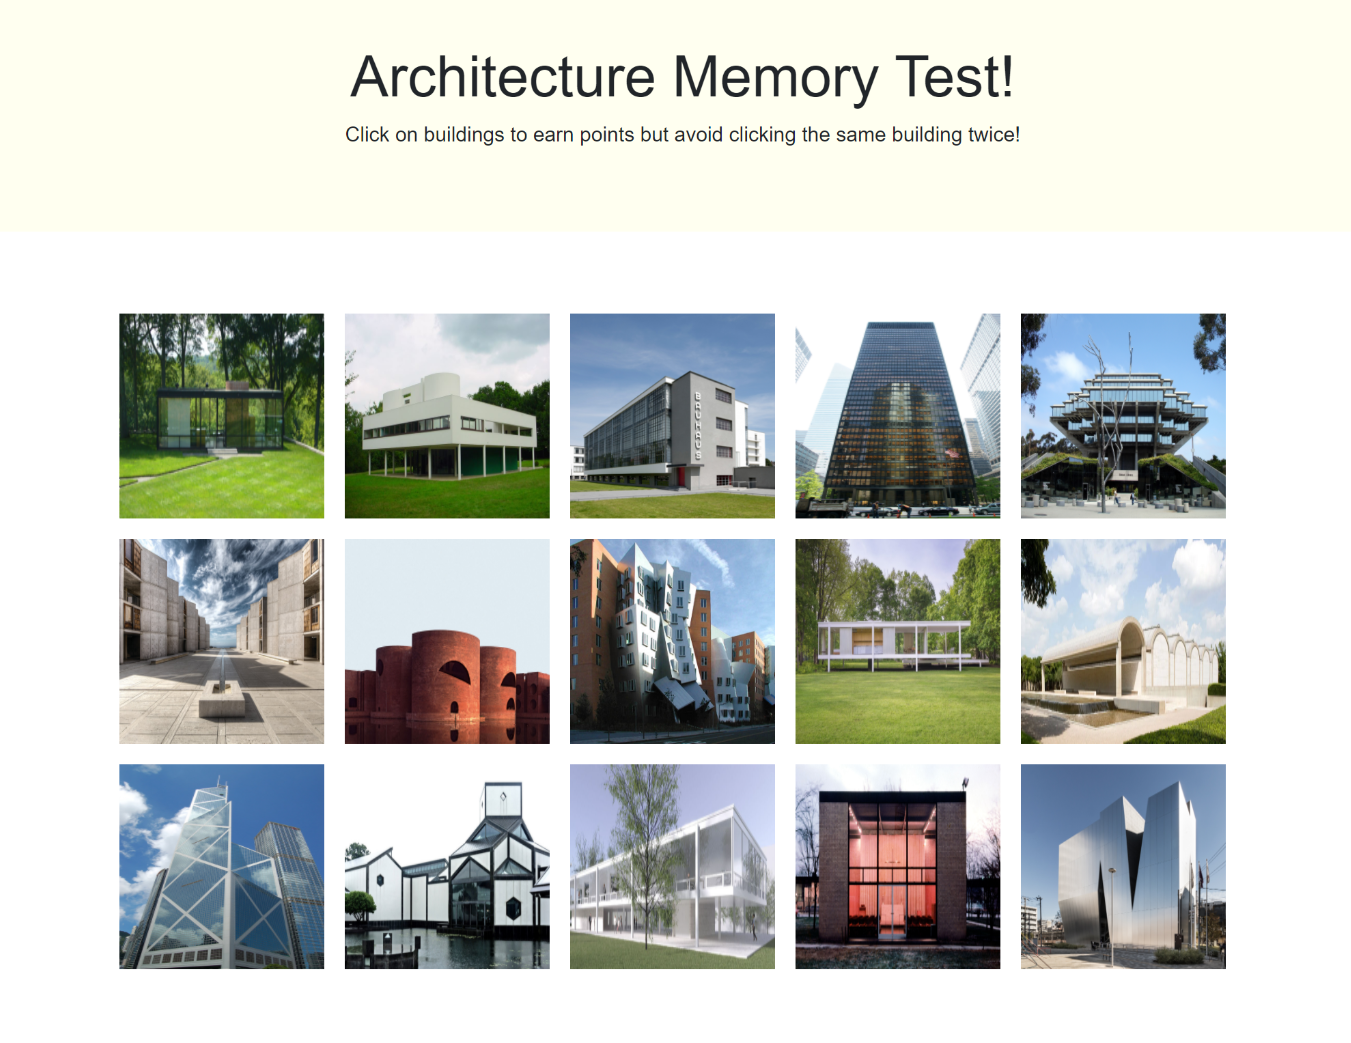 Architecture Memory Test!
Click on buildings to earn points but avoid clicking the same building twice!
BAUHAUS